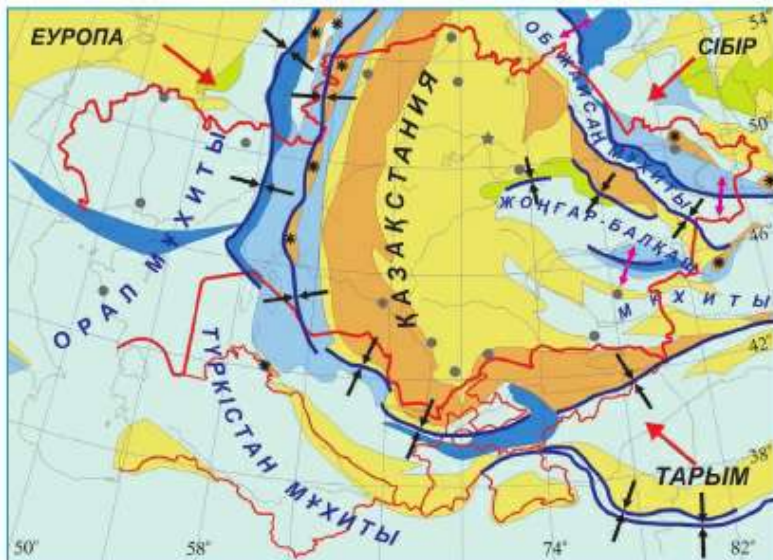 ЕУРОПА
СІБІР
ОБ-ЖАЙСАН МҰХИТЫ
ҚАЗАҚСТАНИЯ
ОРАЛ МҰХИТЫ
ЖОҢҒАР-БАЛҚАШ
МҰХИТЫ
ТҮРКІСТАН МҰХИТЫ
ТАРЫМ
54°
50°
46°
42°
38°
50°
58°
74°
82°